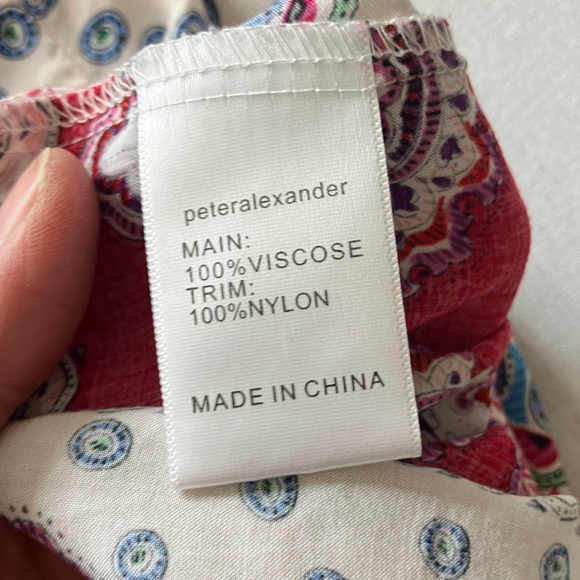 peteralexander
MAIN:
100%VISCOSE
TRIM:
100%NYLON
MADE IN CHINA